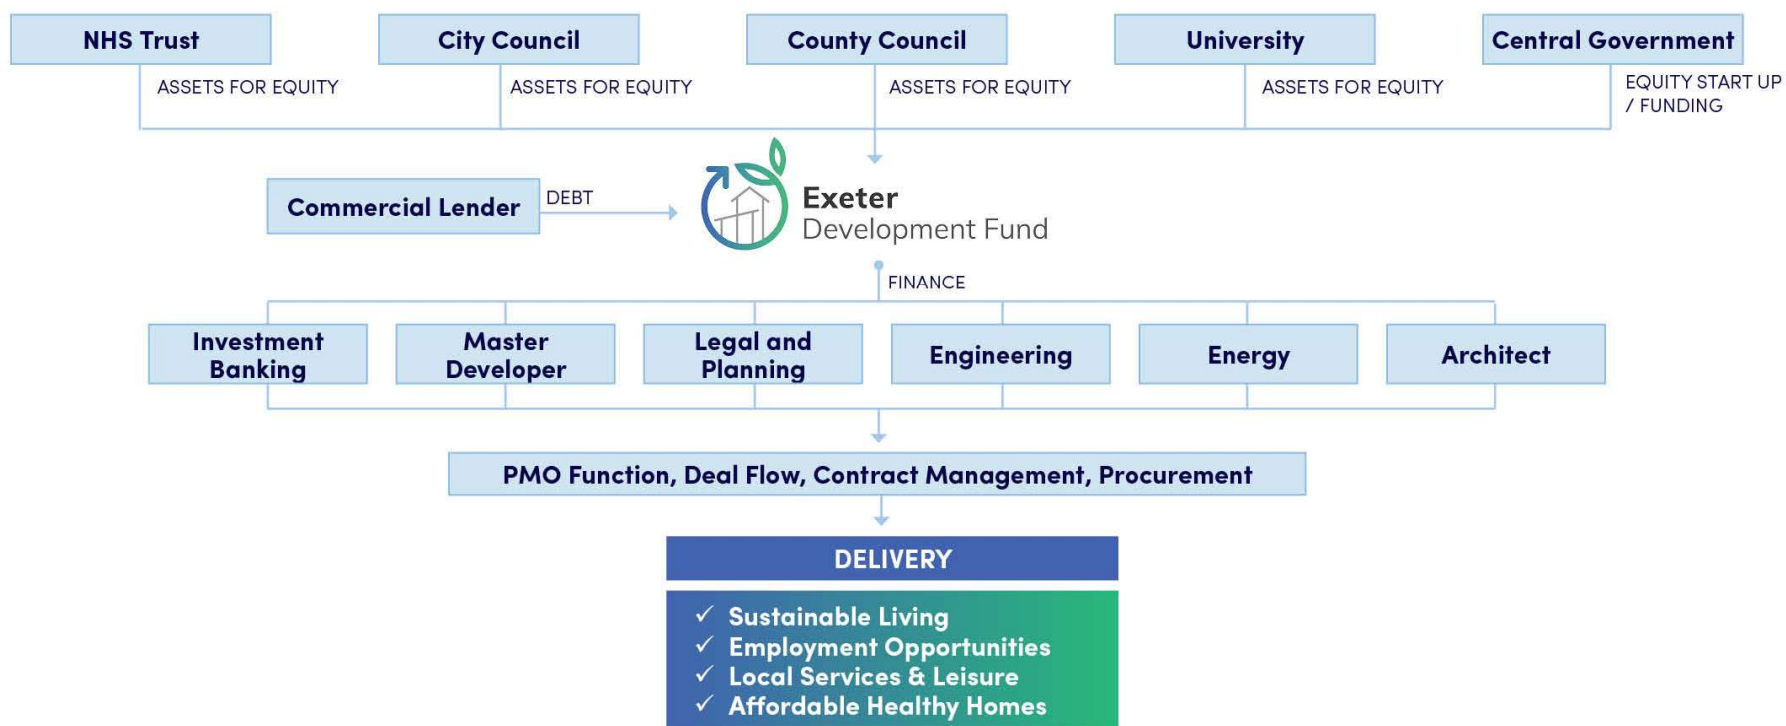 NHS Trust
City Council
County Council
University
Central Government
ASSETS FOR EQUITY
ASSETS FOR EQUITY
ASSETS FOR EQUITY
ASSETS FOR EQUITY
EQUITY START UP
/ FUNDING
Commercial Lender
DEBT
Exeter
Development Fund
FINANCE
Investment
Banking
Master
Developer
Legal and
Planning
Engineering
Energy
Architect
PMO Function, Deal Flow, Contract Management, Procurement
DELIVERY
✓ Sustainable Living
✓ Employment Opportunities
✓ Local Services & Leisure
✓ Affordable Healthy Homes